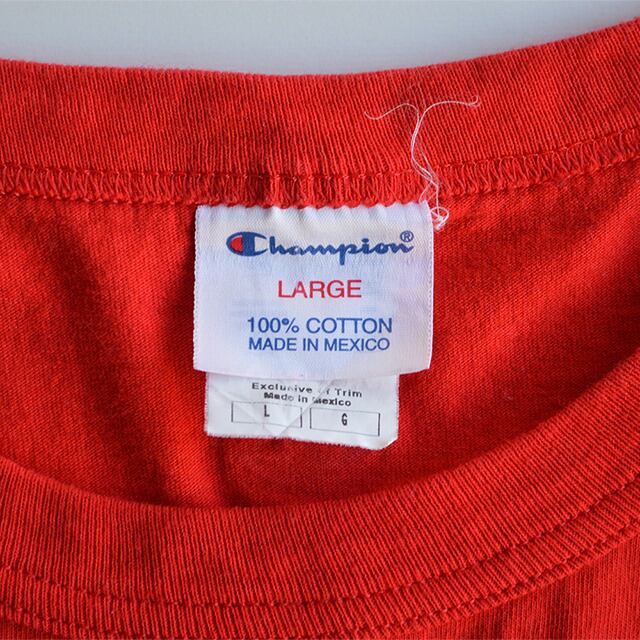 Champion®
LARGE
100% COTTON
MADE IN MEXICO
Exclusive of Trim
Made in Mexico
L G